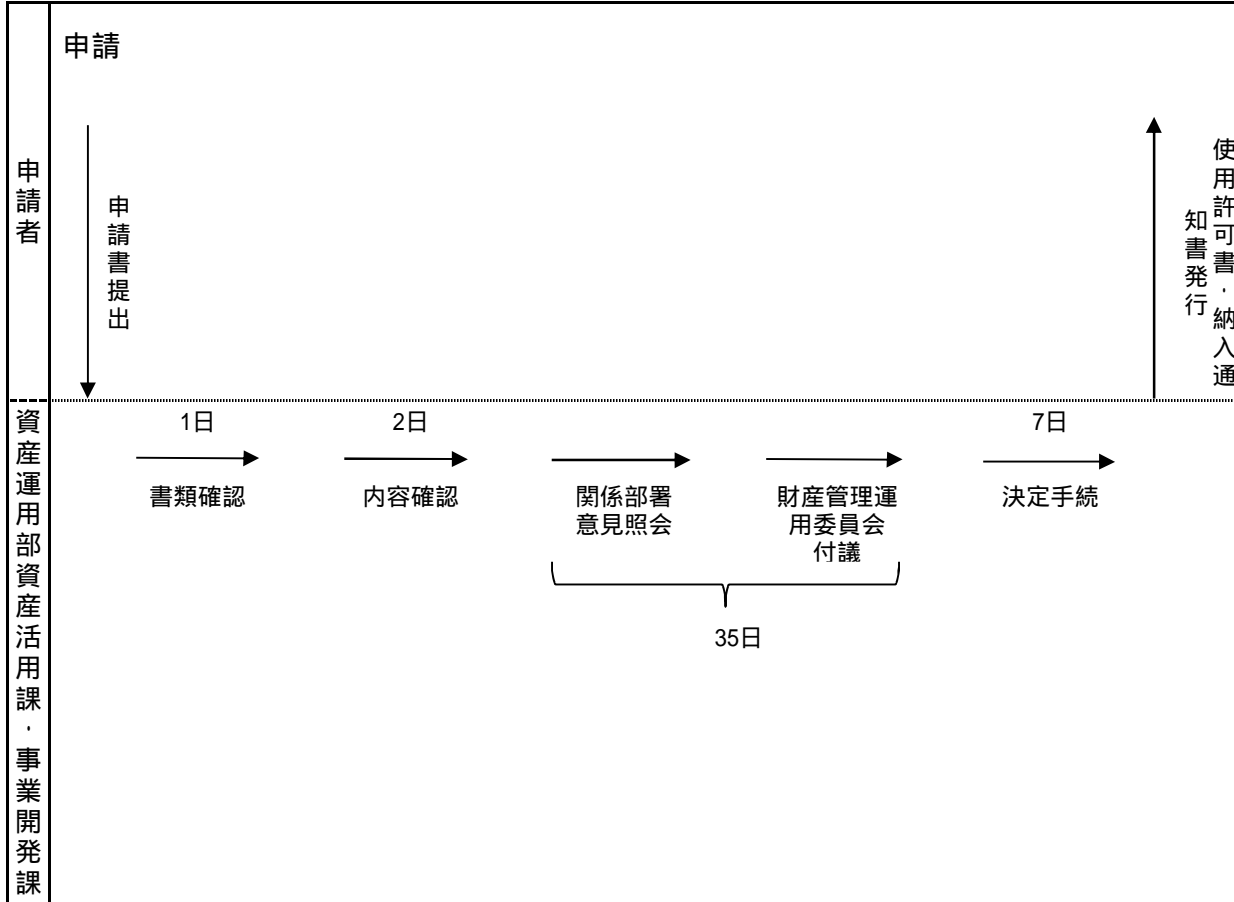 申請
申請者
申請書提出
使用許可書・納入通
知書発行
資産運用部資産活用課・事業開発課
1日
2日
7日
書類確認
内容確認
関係部署
意見照会
財産管理運
用委員会
付議
決定手続
35日